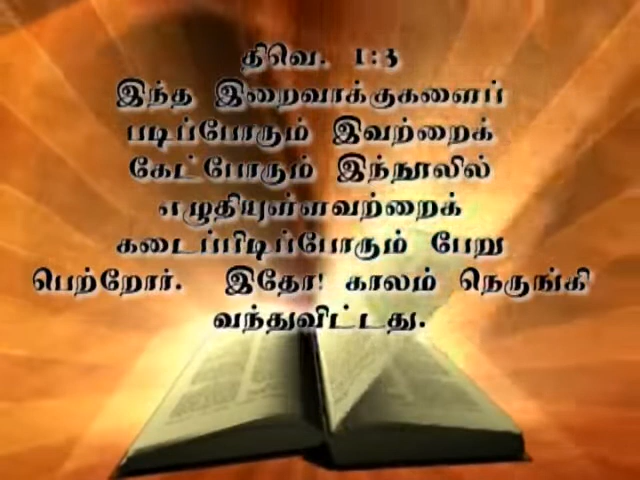 திவெ. 1:3
இந்த இறைவாக்குகளைப்
படிப்போரும் இவற்றைக்
கேட்போரும் இந்நூலில்
எழுதியுள்ளவற்றைக்
கடைப்பிடிப்போரும் பேறு
பெற்றோர். இதோ! காலம் நெருங்கி
வந்துவிட்டது.